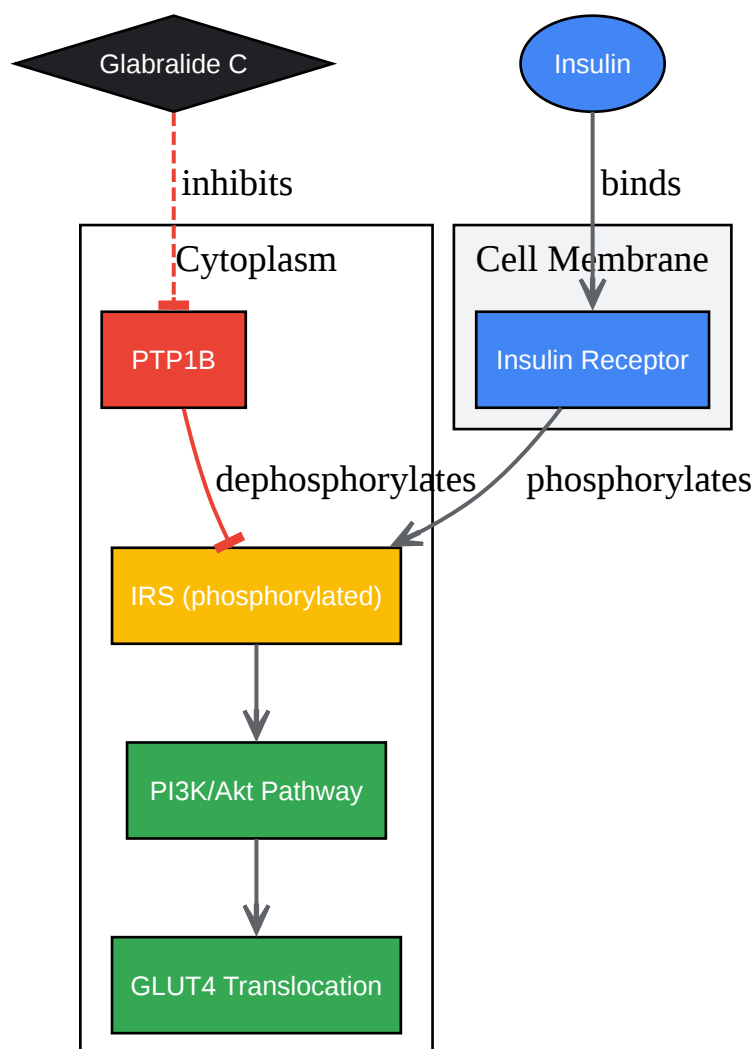 Glabralide C
Insulin
inhibits
binds
Cytoplasm
Cell Membrane
PTP1B
Insulin Receptor
dephosphorylates
phosphorylates
IRS (phosphorylated)
PI3K/Akt Pathway
GLUT4 Translocation